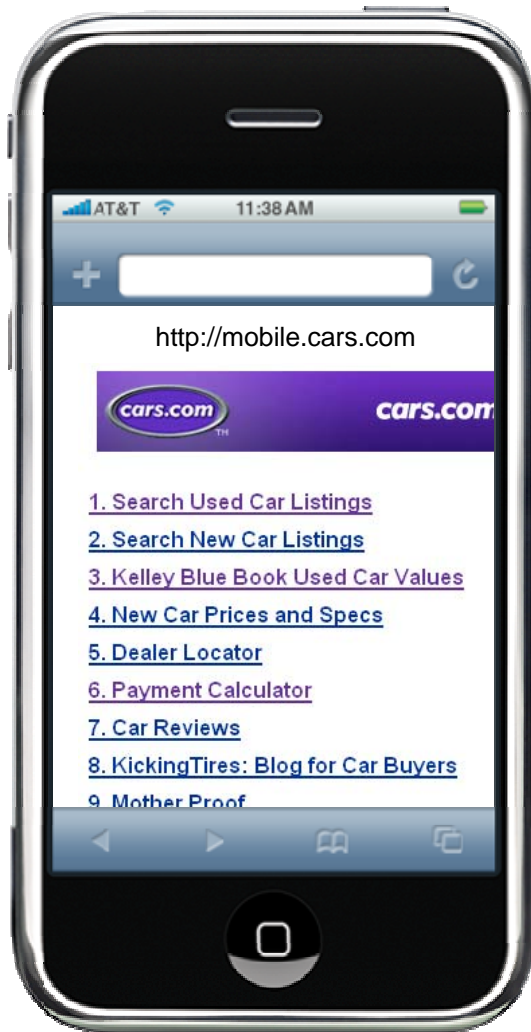 AT&T 11:38 AM
http://mobile.cars.com
cars.com TM cars.com
1. Search Used Car Listings
2. Search New Car Listings
3. Kelley Blue Book Used Car Values
4. New Car Prices and Specs
5. Dealer Locator
6. Payment Calculator
7. Car Reviews
8. KickingTires: Blog for Car Buyers
9. Mother Proof